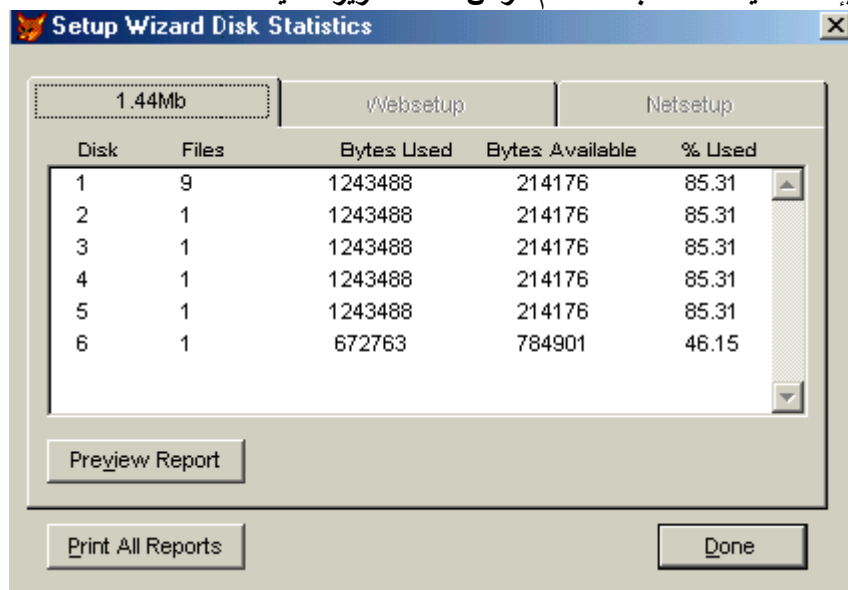 Setup Wizard Disk Statistics
1.44Mb Websetup Netsetup
Disk Files Bytes Used Bytes Available % Used
1 9 1243488 214176 85.31
2 1 1243488 214176 85.31
3 1 1243488 214176 85.31
4 1 1243488 214176 85.31
5 1 1243488 214176 85.31
6 1 672763 784901 46.15
Preview Report
Print All Reports Done